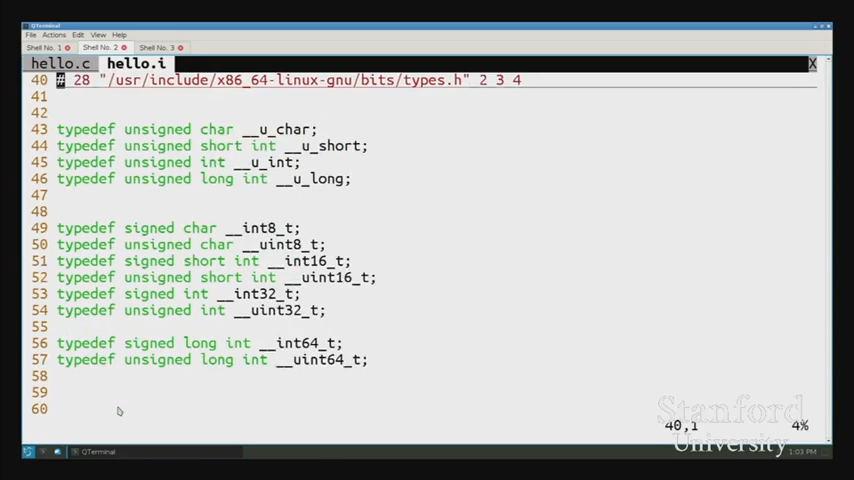 QTerminal
File Actions Edit View Help
Shell No. 1 Shell No. 2 Shell No. 3
hello.c hello.i X
40 # 28 "/usr/include/x86_64-linux-gnu/bits/types.h" 2 3 4
41
42
43 typedef unsigned char __u_char;
44 typedef unsigned short int __u_short;
45 typedef unsigned int __u_int;
46 typedef unsigned long int __u_long;
47
48
49 typedef signed char __int8_t;
50 typedef unsigned char __uint8_t;
51 typedef signed short int __int16_t;
52 typedef unsigned short int __uint16_t;
53 typedef signed int __int32_t;
54 typedef unsigned int __uint32_t;
55
56 typedef signed long int __int64_t;
57 typedef unsigned long int __uint64_t;
58
59
60
40,1 4%
Stanford
University
QTerminal 1:03 PM